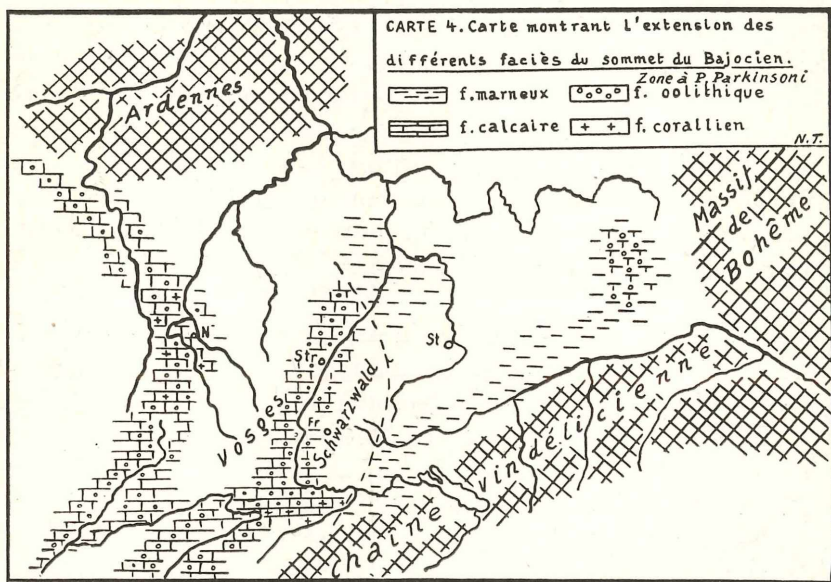 CARTE 4. Carte montrant l'extension des
différents faciès du sommet du Bajocien.
Zone à P. Parkinsoni
f. marneux
f. oolithique
f. calcaire
f. corallien
N.T.
Ardennes
Massif
de
Bohême
N
Str
St
Fr
Vosges
Schwarzwald
chaîne vindélicienne